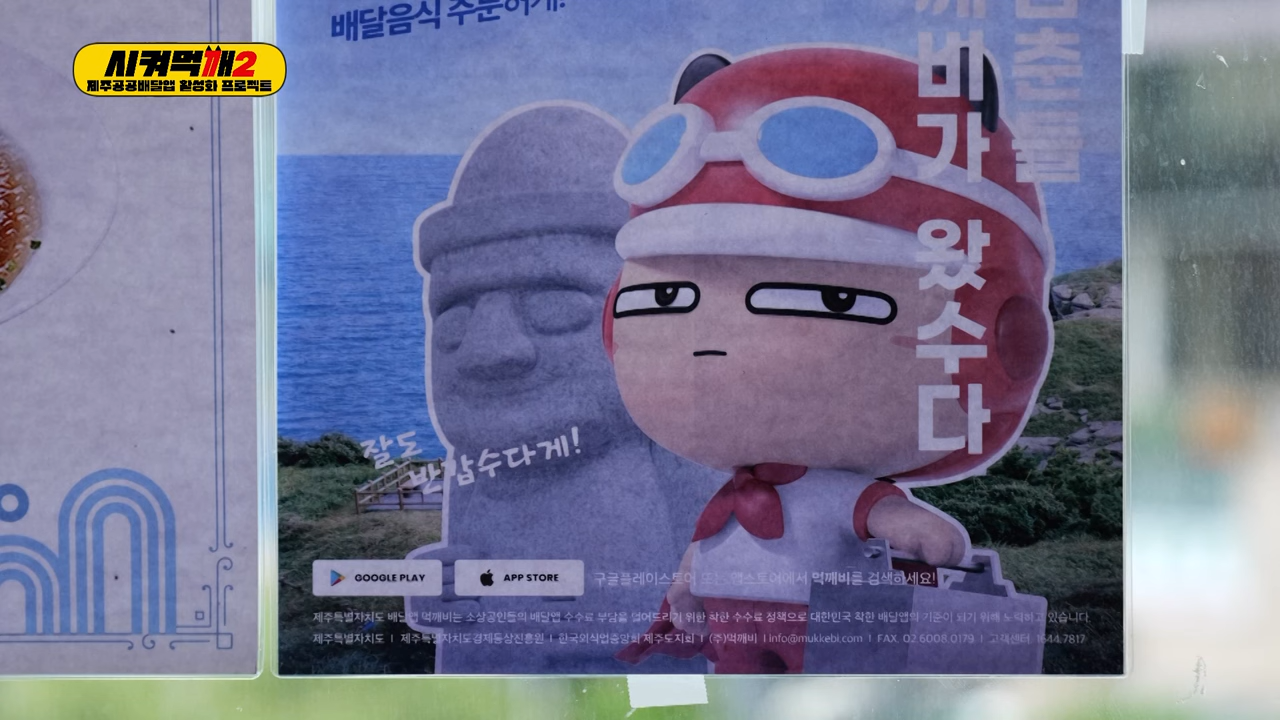 시켜먹깨2
제주공공배달앱 활성화 프로젝트
배달음식 주문허게!
깨비가 왔수다
잘도
반갑수다게!
GOOGLE PLAY
APP STORE
구글플레이스토어 또는 앱스토어에서 먹깨비를 검색하세요!
제주특별자치도 배달앱 먹깨비는 소상공인들의 배달앱 수수료 부담을 덜어드리기 위한 착한 수수료 정책으로 대한민국 착한 배달앱의 기준이 되기 위해 노력하고 있습니다.
제주특별자치도 I 제주특별자치도경제통상진흥원 I 한국외식업중앙회 제주도지회 I (주)먹깨비 I info@mukkebi.com I FAX. 02.6008.0179 I 고객센터. 1644.7817